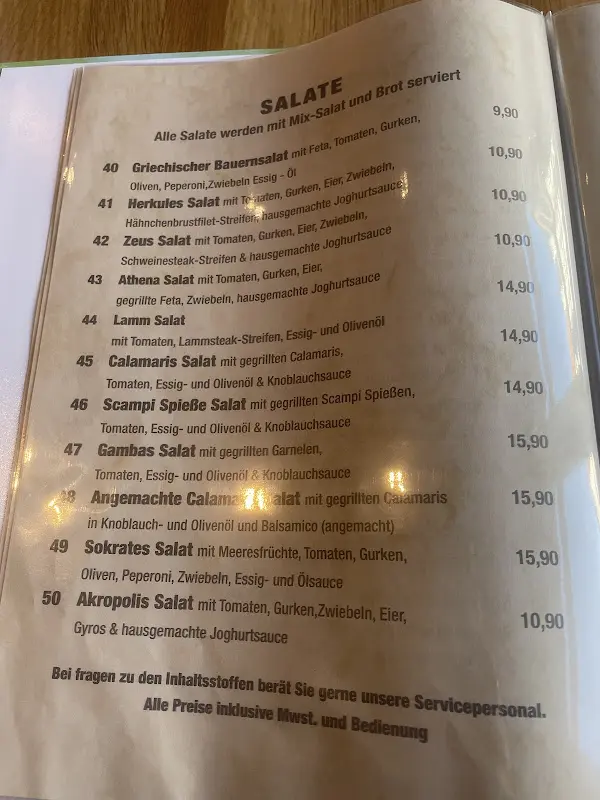 SALATE
Alle Salate werden mit Mix-Salat und Brot serviert
40 Griechischer Bauernsalat mit Feta, Tomaten, Gurken, 9,90
Oliven, Peperoni,Zwiebeln Essig - Öl
41 Herkules Salat mit Tomaten, Gurken, Eier, Zwiebeln, 10,90
Hähnchenbrustfilet-Streifen, hausgemachte Joghurtsauce
42 Zeus Salat mit Tomaten, Gurken, Eier, Zwiebeln, 10,90
Schweinesteak-Streifen & hausgemachte Joghurtsauce
43 Athena Salat mit Tomaten, Gurken, Eier, 10,90
gegrillte Feta, Zwiebeln, hausgemachte Joghurtsauce
44 Lamm Salat 14,90
mit Tomaten, Lammsteak-Streifen, Essig- und Olivenöl
45 Calamaris Salat mit gegrillten Calamaris, 14,90
Tomaten, Essig- und Olivenöl & Knoblauchsauce
46 Scampi Spieße Salat mit gegrillten Scampi Spießen, 14,90
Tomaten, Essig- und Olivenöl & Knoblauchsauce
47 Gambas Salat mit gegrillten Garnelen, 15,90
Tomaten, Essig- und Olivenöl & Knoblauchsauce
48 Angemachte Calamaris Salat mit gegrillten Calamaris 15,90
in Knoblauch- und Olivenöl und Balsamico (angemacht)
49 Sokrates Salat mit Meeresfrüchte, Tomaten, Gurken, 15,90
Oliven, Peperoni, Zwiebeln, Essig- und Ölsauce
50 Akropolis Salat mit Tomaten, Gurken,Zwiebeln, Eier, 10,90
Gyros & hausgemachte Joghurtsauce
Bei fragen zu den Inhaltsstoffen berät Sie gerne unsere Servicepersonal.
Alle Preise inklusive Mwst. und Bedienung